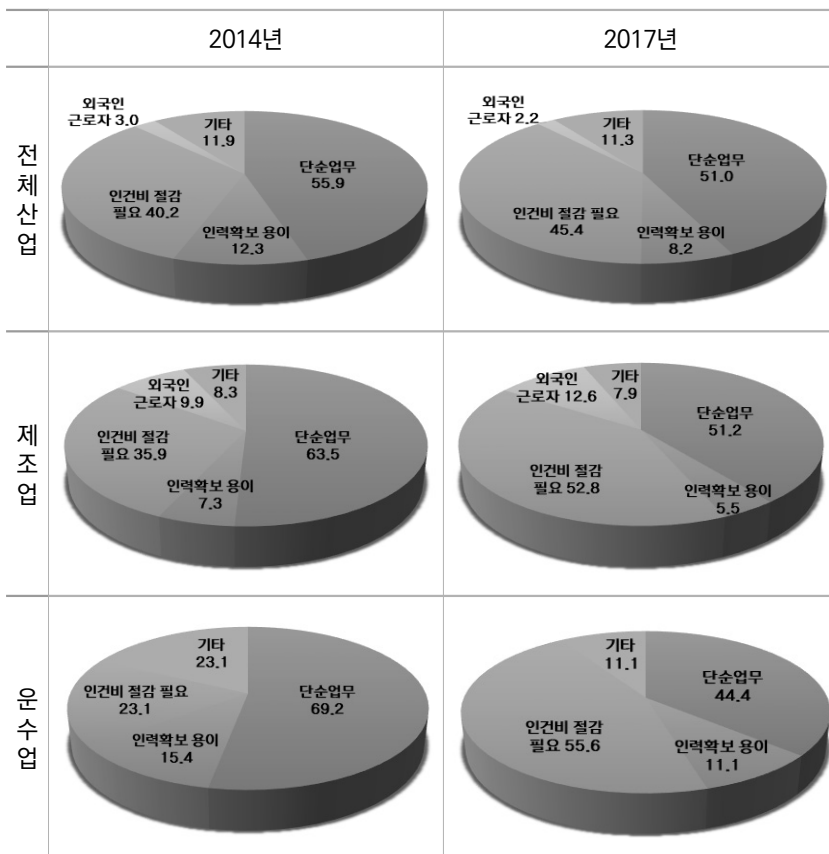 2014년
2017년
전체산업
외국인
근로자 3.0
기타
11.9
단순업무
55.9
인건비 절감
필요 40.2
인력확보 용이
12.3
외국인
근로자 2.2
기타
11.3
단순업무
51.0
인건비 절감 필요
45.4
인력확보 용이
8.2
제조업
외국인
근로자 9.9
기타
8.3
단순업무
63.5
인건비 절감
필요 35.9
인력확보 용이
7.3
외국인
근로자 12.6
기타
7.9
단순업무
51.2
인건비 절감
필요 52.8
인력확보 용이
5.5
운수업
기타
23.1
단순업무
69.2
인건비 절감 필요
23.1
인력확보 용이
15.4
기타
11.1
단순업무
44.4
인건비 절감
필요 55.6
인력확보 용이
11.1